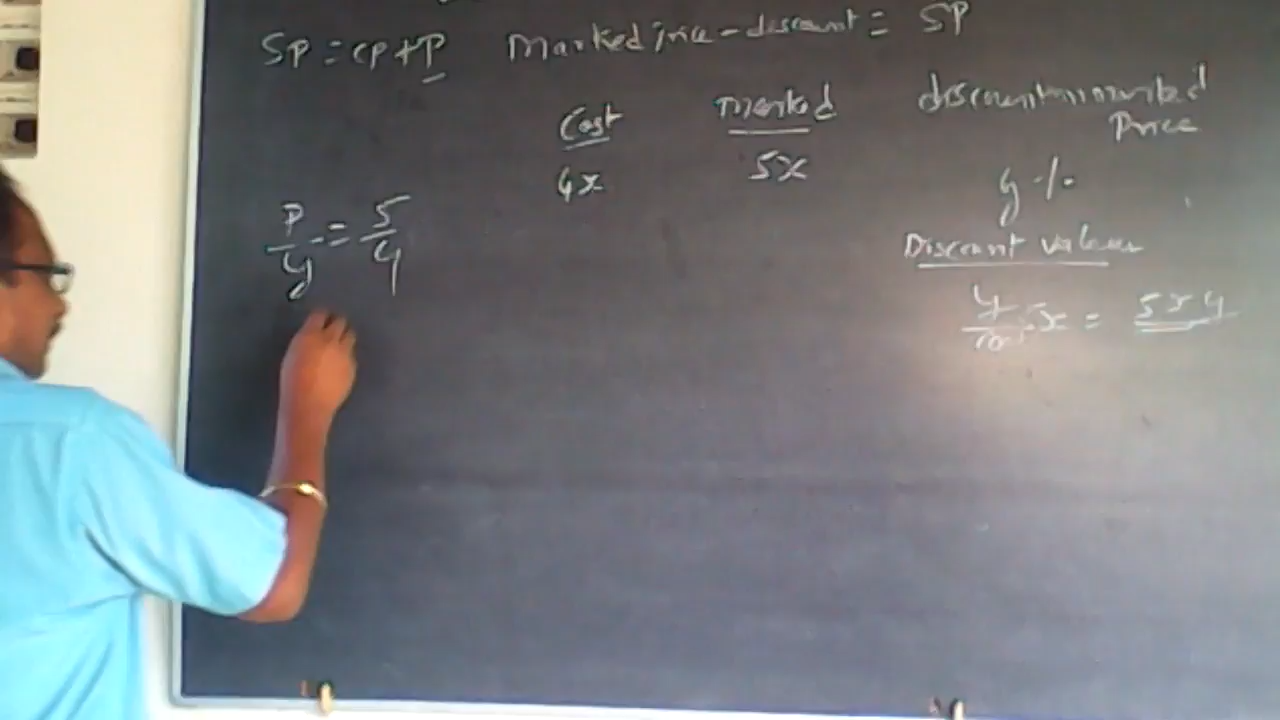 SP = CP + P Marked price - discount = SP
Cost marked discount on marked
Price
4x 5x y %
P/y = 5/4
Discount value
y/100 5x = 5xy